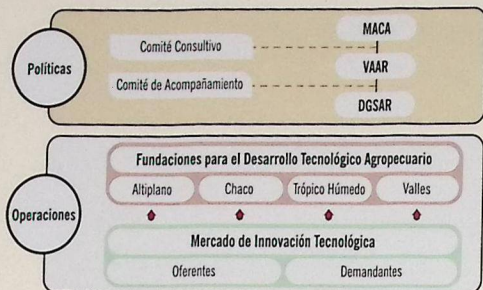 Políticas
MACA
Comité Consultivo
VAAR
Comité de Acompañamiento
DGSAR
Operaciones
Fundaciones para el Desarrollo Tecnológico Agropecuario
Altiplano Chaco Trópico Húmedo Valles
Mercado de Innovación Tecnológica
Oferentes Demandantes